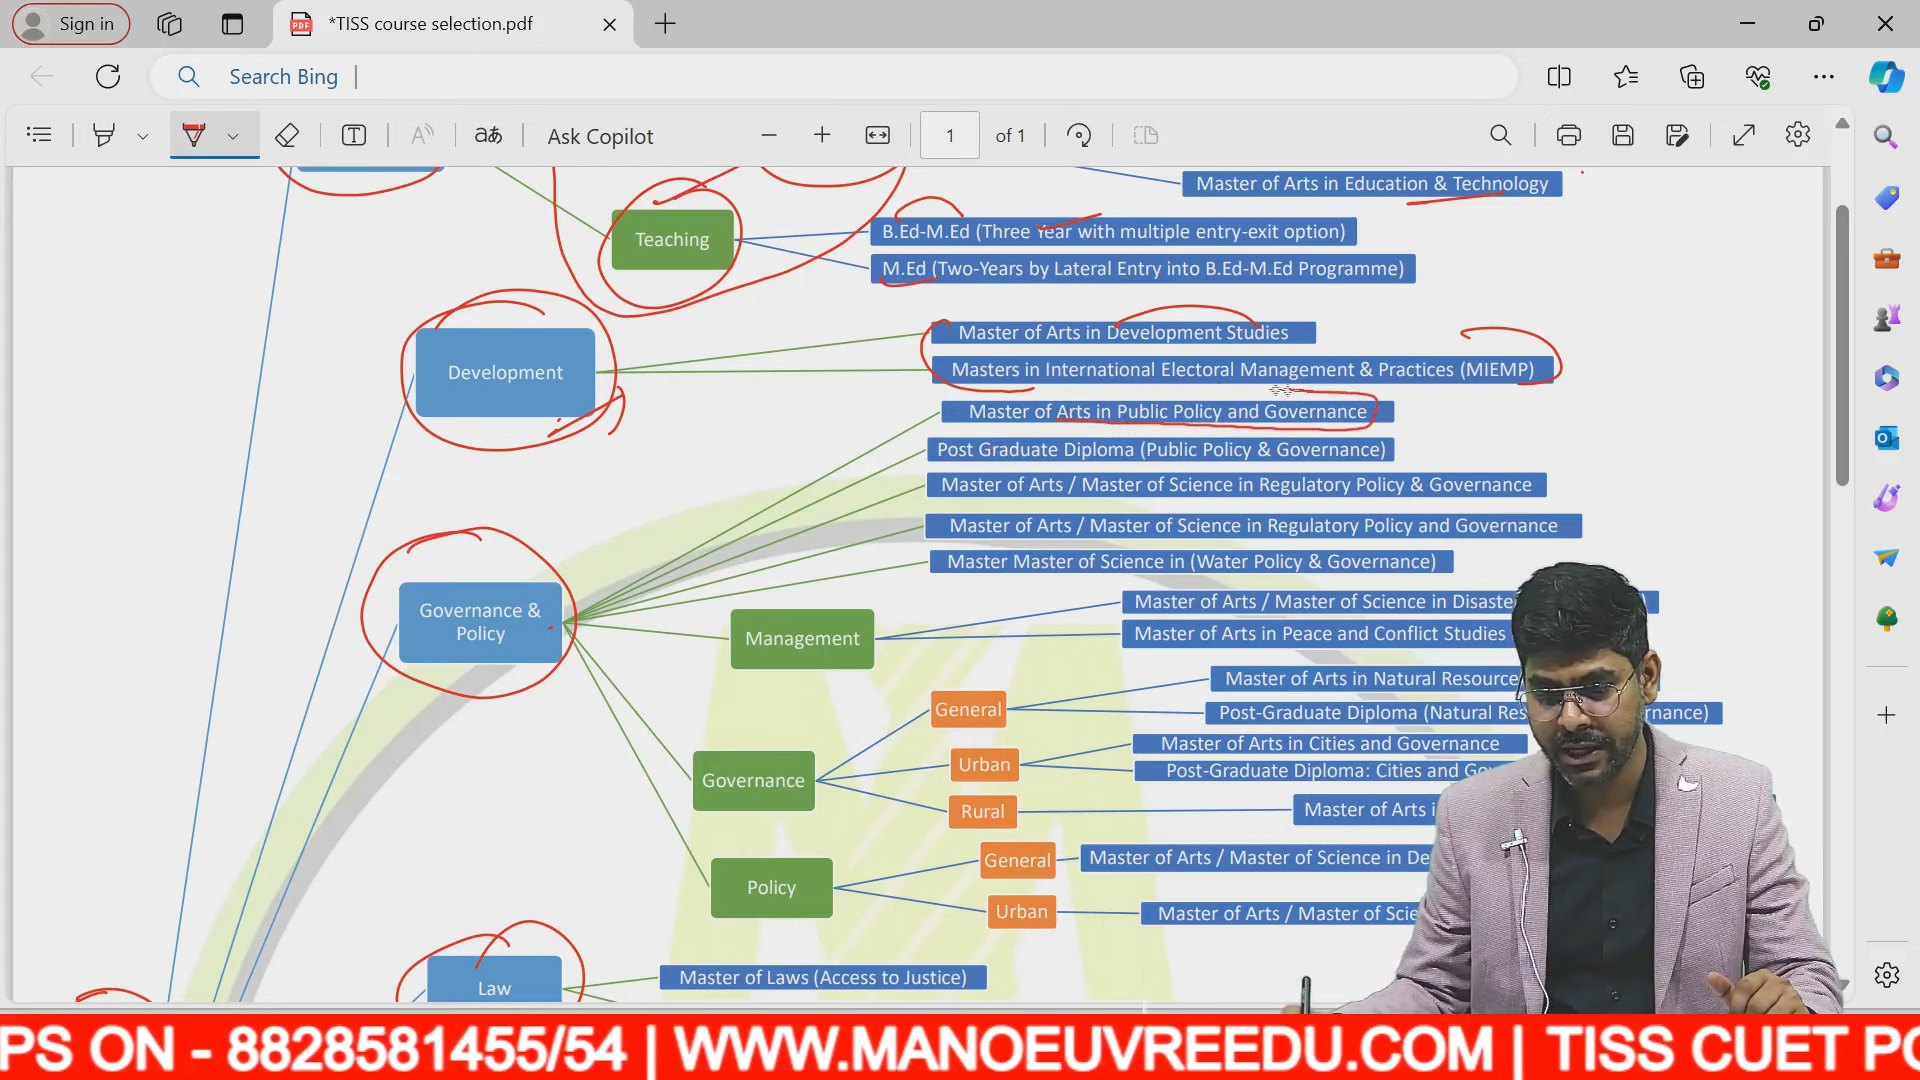 Sign in
*TISS course selection.pdf
Search Bing
Ask Copilot
1 of 1
Master of Arts in Education & Technology
Teaching
B.Ed-M.Ed (Three Year with multiple entry-exit option)
M.Ed (Two-Years by Lateral Entry into B.Ed-M.Ed Programme)
Development
Master of Arts in Development Studies
Masters in International Electoral Management & Practices (MIEMP)
Master of Arts in Public Policy and Governance
Post Graduate Diploma (Public Policy & Governance)
Master of Arts / Master of Science in Regulatory Policy & Governance
Master of Arts / Master of Science in Regulatory Policy and Governance
Master Master of Science in (Water Policy & Governance)
Governance &
Policy
Management
Master of Arts / Master of Science in Disaste
Master of Arts in Peace and Conflict Studies
Governance
General
Master of Arts in Natural Resource
Post-Graduate Diploma (Natural Res rnance)
Urban
Master of Arts in Cities and Governance
Post-Graduate Diploma: Cities and Go
Rural
Master of Arts i
Policy
General
Master of Arts / Master of Science in De
Urban
Master of Arts / Master of Scie
Law
Master of Laws (Access to Justice)
PS ON - 8828581455/54 | WWW.MANOEUVREEDU.COM | TISS CUET PO